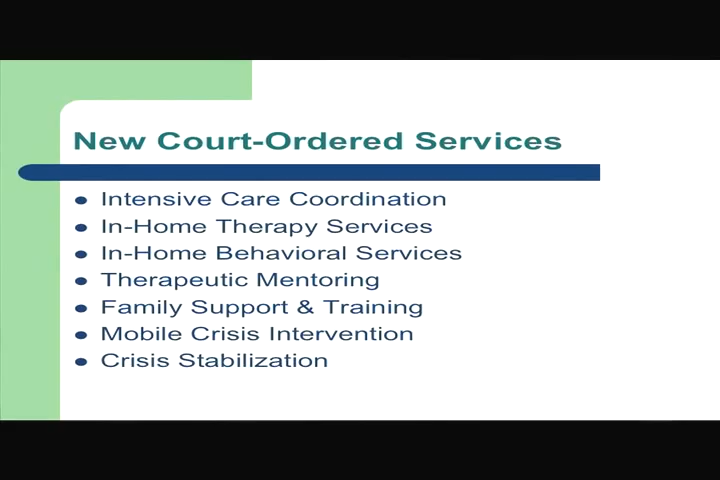 New Court-Ordered Services
● Intensive Care Coordination
● In-Home Therapy Services
● In-Home Behavioral Services
● Therapeutic Mentoring
● Family Support & Training
● Mobile Crisis Intervention
● Crisis Stabilization